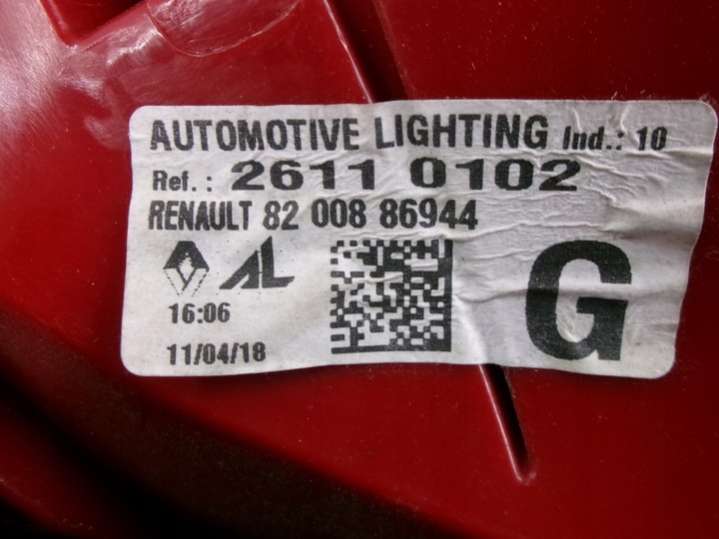 AUTOMOTIVE LIGHTING Ind.: 10
Ref.: 2611 0102
RENAULT 82 008 86944
AL
16:06
G
11/04/18